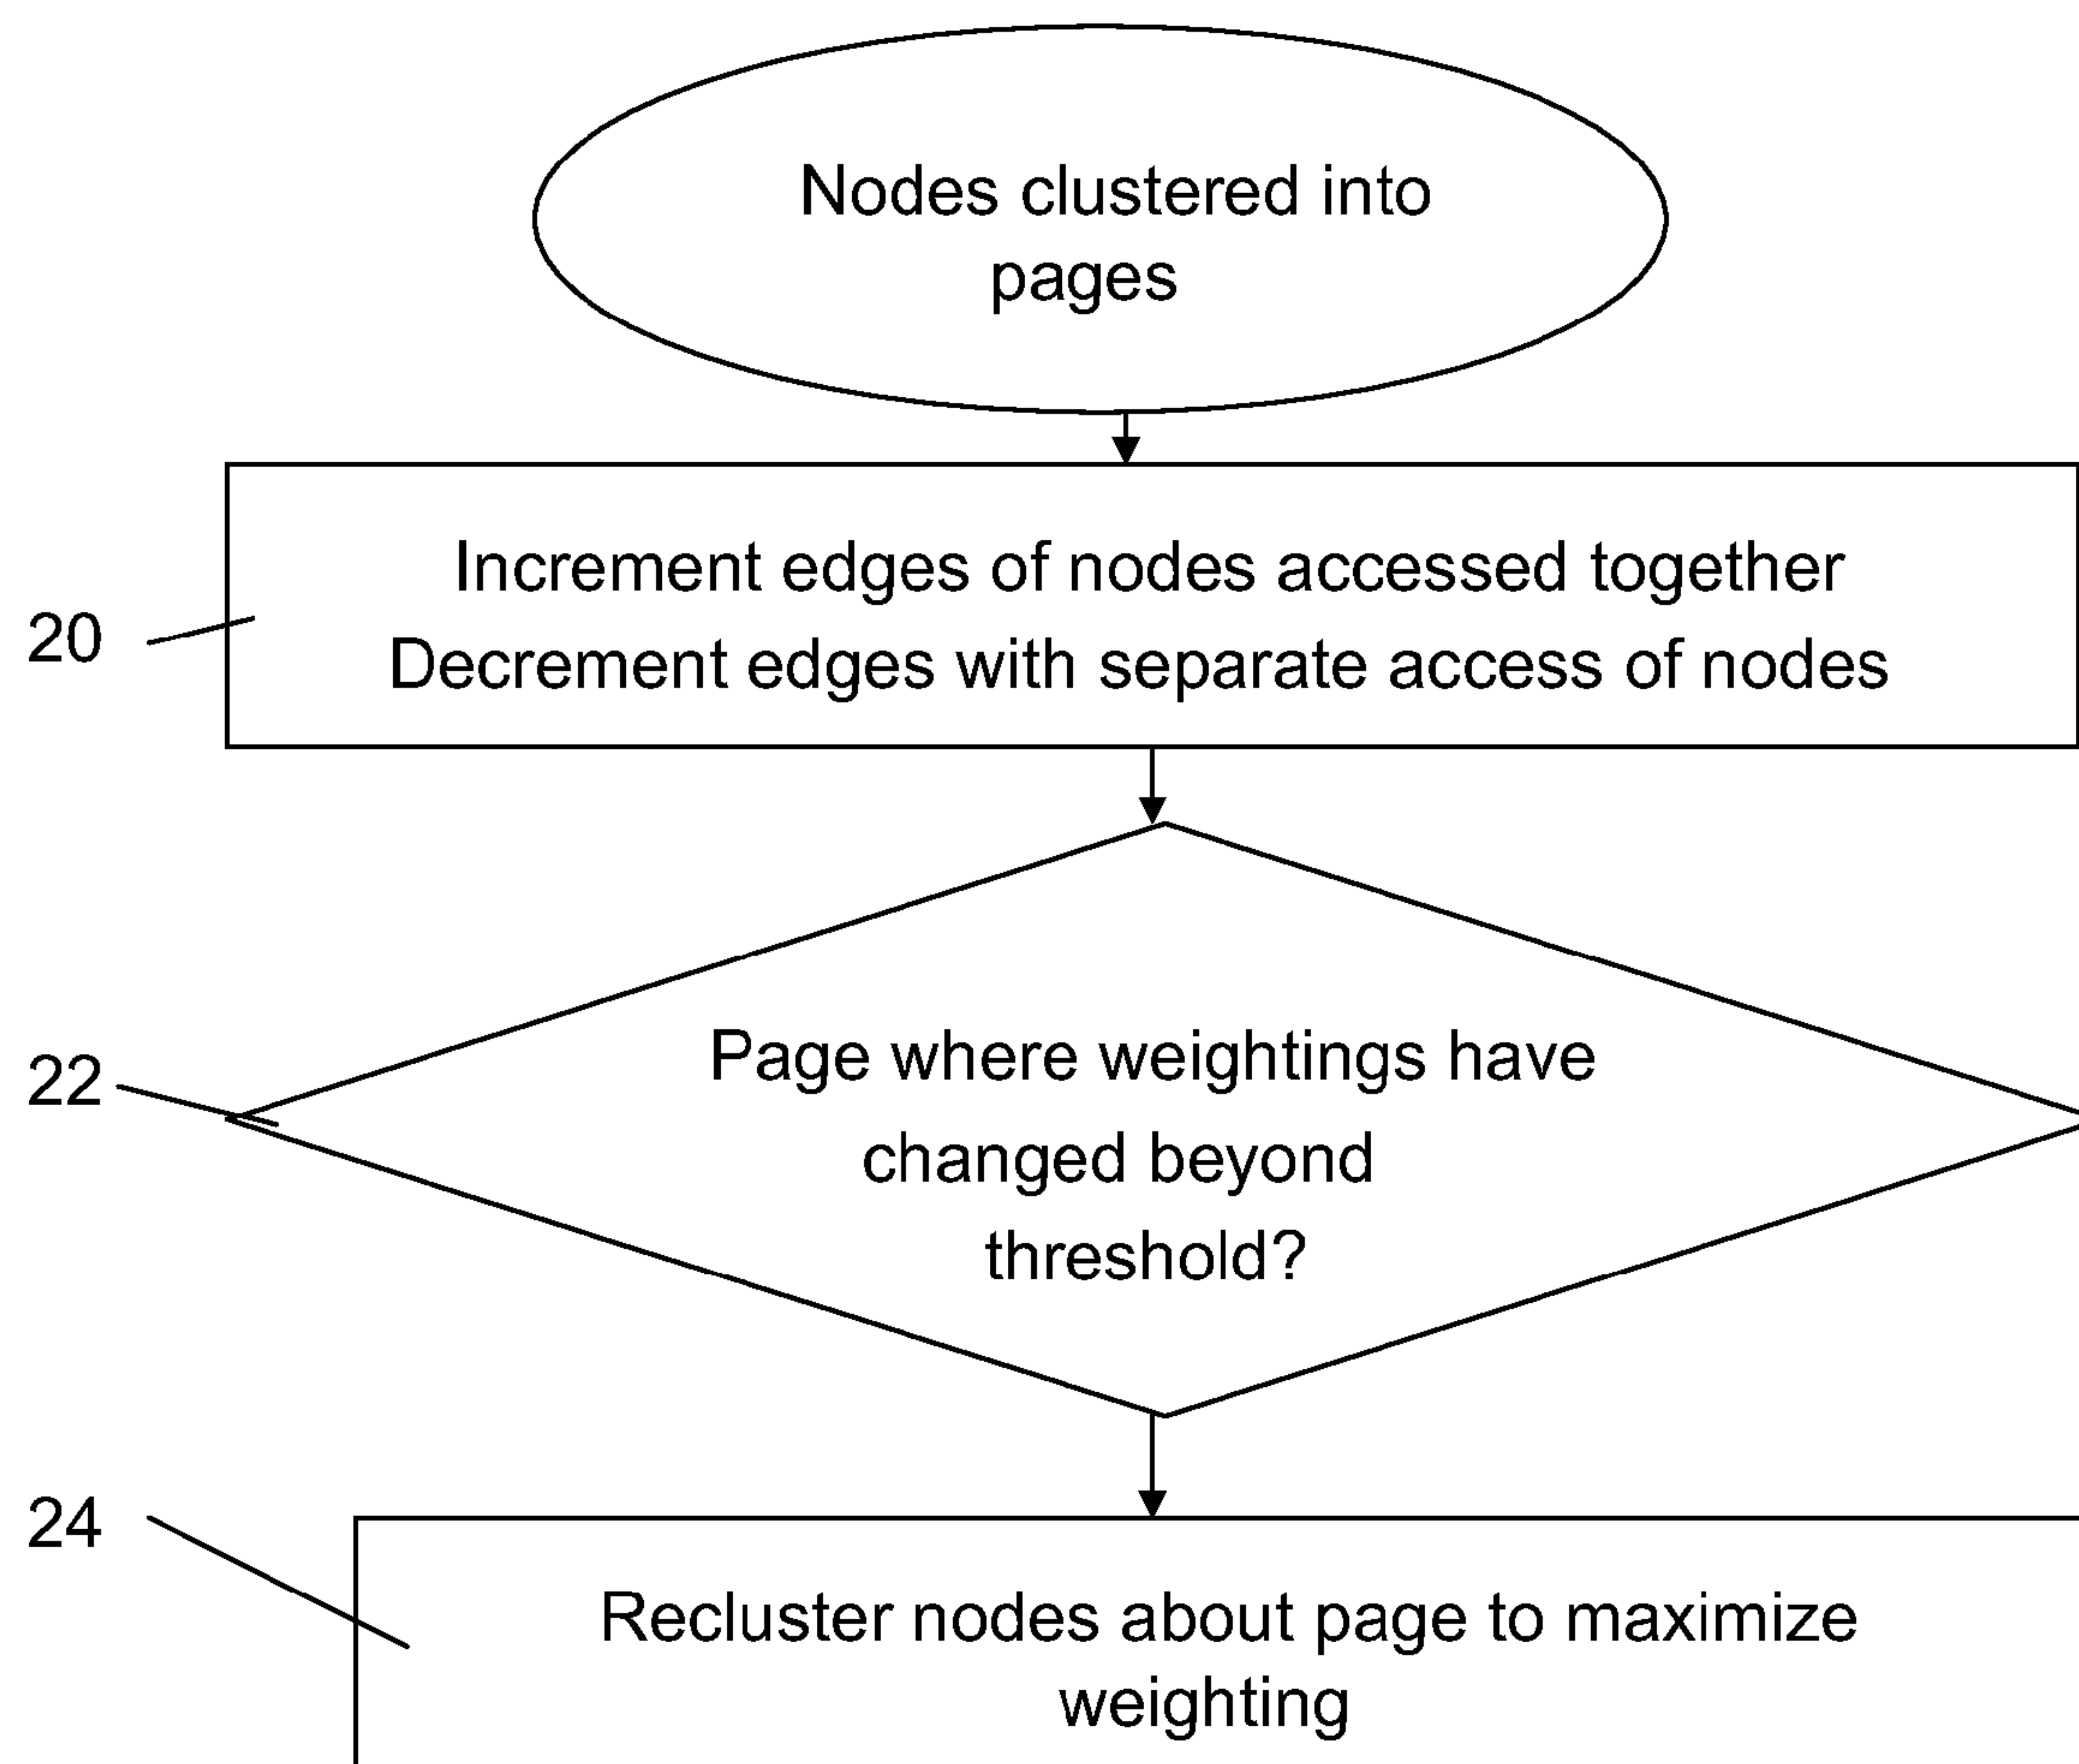 Nodes clustered into
pages
Increment edges of nodes accessed together
20
Decrement edges with separate access of nodes
Page where weightings have
22
changed beyond
threshold?
24
Recluster nodes about page to maximize
weighting